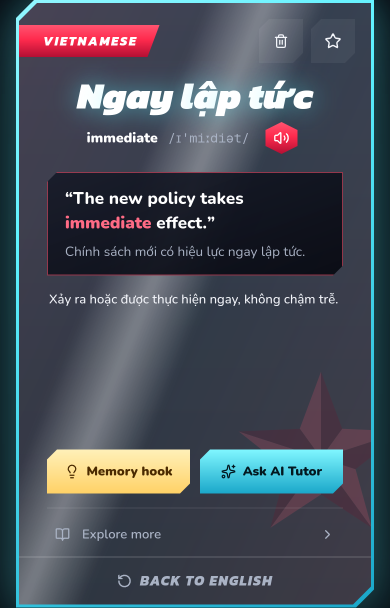 VIETNAMESE
Ngay lập tức
immediate /ɪˈmiːdiət/
“The new policy takes
immediate effect.”
Chính sách mới có hiệu lực ngay lập tức.
Xảy ra hoặc được thực hiện ngay, không chậm trễ.
Memory hook
Ask AI Tutor
Explore more
BACK TO ENGLISH